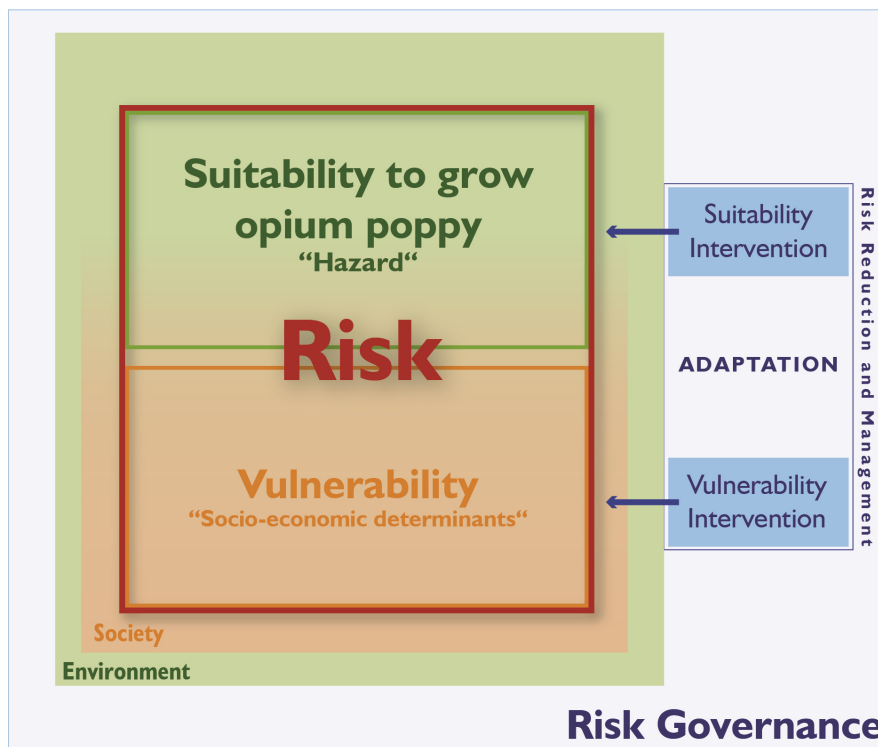 Suitability to grow
opium poppy
“Hazard“
Risk
Vulnerability
“Socio-economic determinants“
Society
Environment
Suitability
Intervention
ADAPTATION
Vulnerability
Intervention
Risk Reduction and Management
Risk Governance